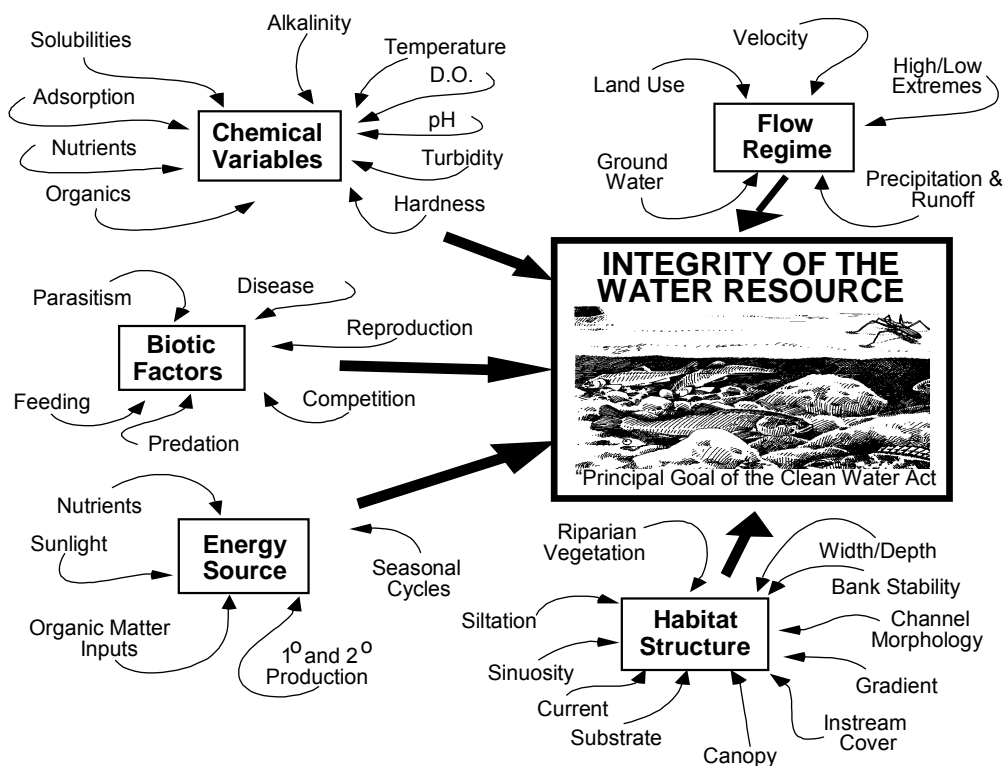 Alkalinity
Solubilities
Temperature
D.O.
Adsorption
Chemical
Variables
pH
Nutrients
Turbidity
Organics
Hardness
Velocity
Land Use
High/Low
Extremes
Flow
Regime
Ground
Water
Precipitation &
Runoff
INTEGRITY OF THE
WATER RESOURCE
“Principal Goal of the Clean Water Act
Parasitism
Disease
Reproduction
Biotic
Factors
Feeding
Competition
Predation
Nutrients
Sunlight
Energy
Source
Seasonal
Cycles
Organic Matter
Inputs
1o and 2o
Production
Riparian
Vegetation
Width/Depth
Bank Stability
Siltation
Habitat
Structure
Channel
Morphology
Sinuosity
Gradient
Current
Substrate
Instream
Cover
Canopy